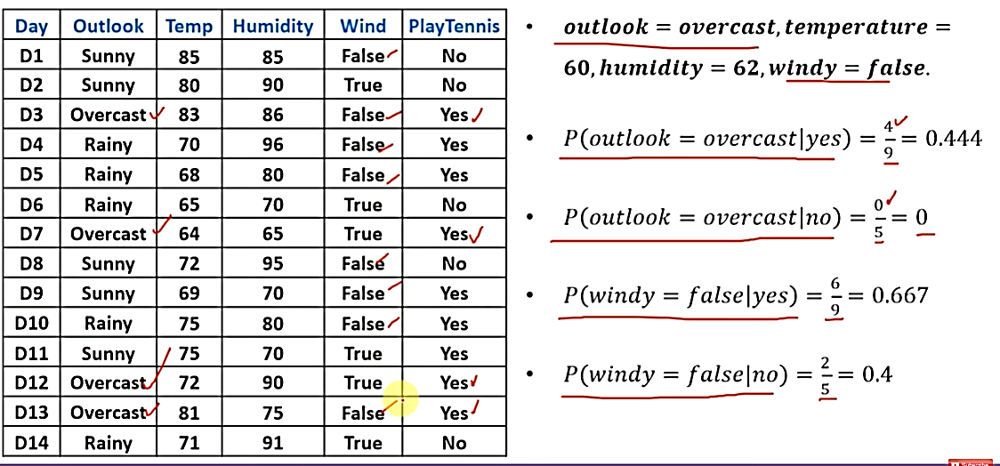 Day Outlook Temp Humidity Wind PlayTennis
D1 Sunny 85 85 False No
D2 Sunny 80 90 True No
D3 Overcast 83 86 False Yes
D4 Rainy 70 96 False Yes
D5 Rainy 68 80 False Yes
D6 Rainy 65 70 True No
D7 Overcast 64 65 True Yes
D8 Sunny 72 95 False No
D9 Sunny 69 70 False Yes
D10 Rainy 75 80 False Yes
D11 Sunny 75 70 True Yes
D12 Overcast 72 90 True Yes
D13 Overcast 81 75 False Yes
D14 Rainy 71 91 True No
• outlook = overcast, temperature =
60, humidity = 62, windy = false.
• P(outlook = overcast|yes) = 4/9 = 0.444
• P(outlook = overcast|no) = 0/5 = 0
• P(windy = false|yes) = 6/9 = 0.667
• P(windy = false|no) = 2/5 = 0.4
Subscribe